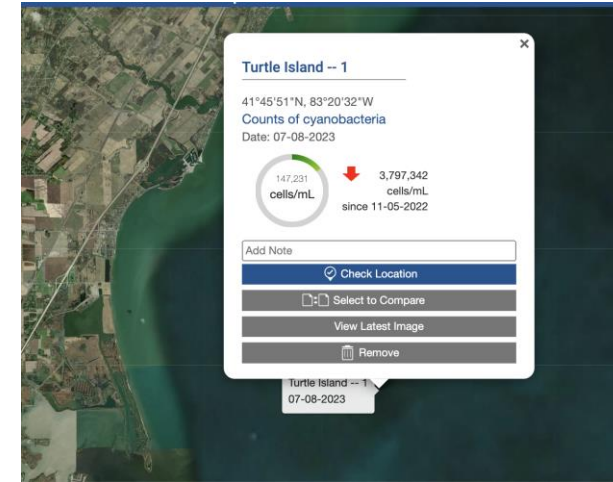 ×
Turtle Island -- 1
41°45'51"N, 83°20'32"W
Counts of cyanobacteria
Date: 07-08-2023
147,231
cells/mL
3,797,342
cells/mL
since 11-05-2022
Add Note
Check Location
Select to Compare
View Latest Image
Remove
Turtle Island -- 1
07-08-2023